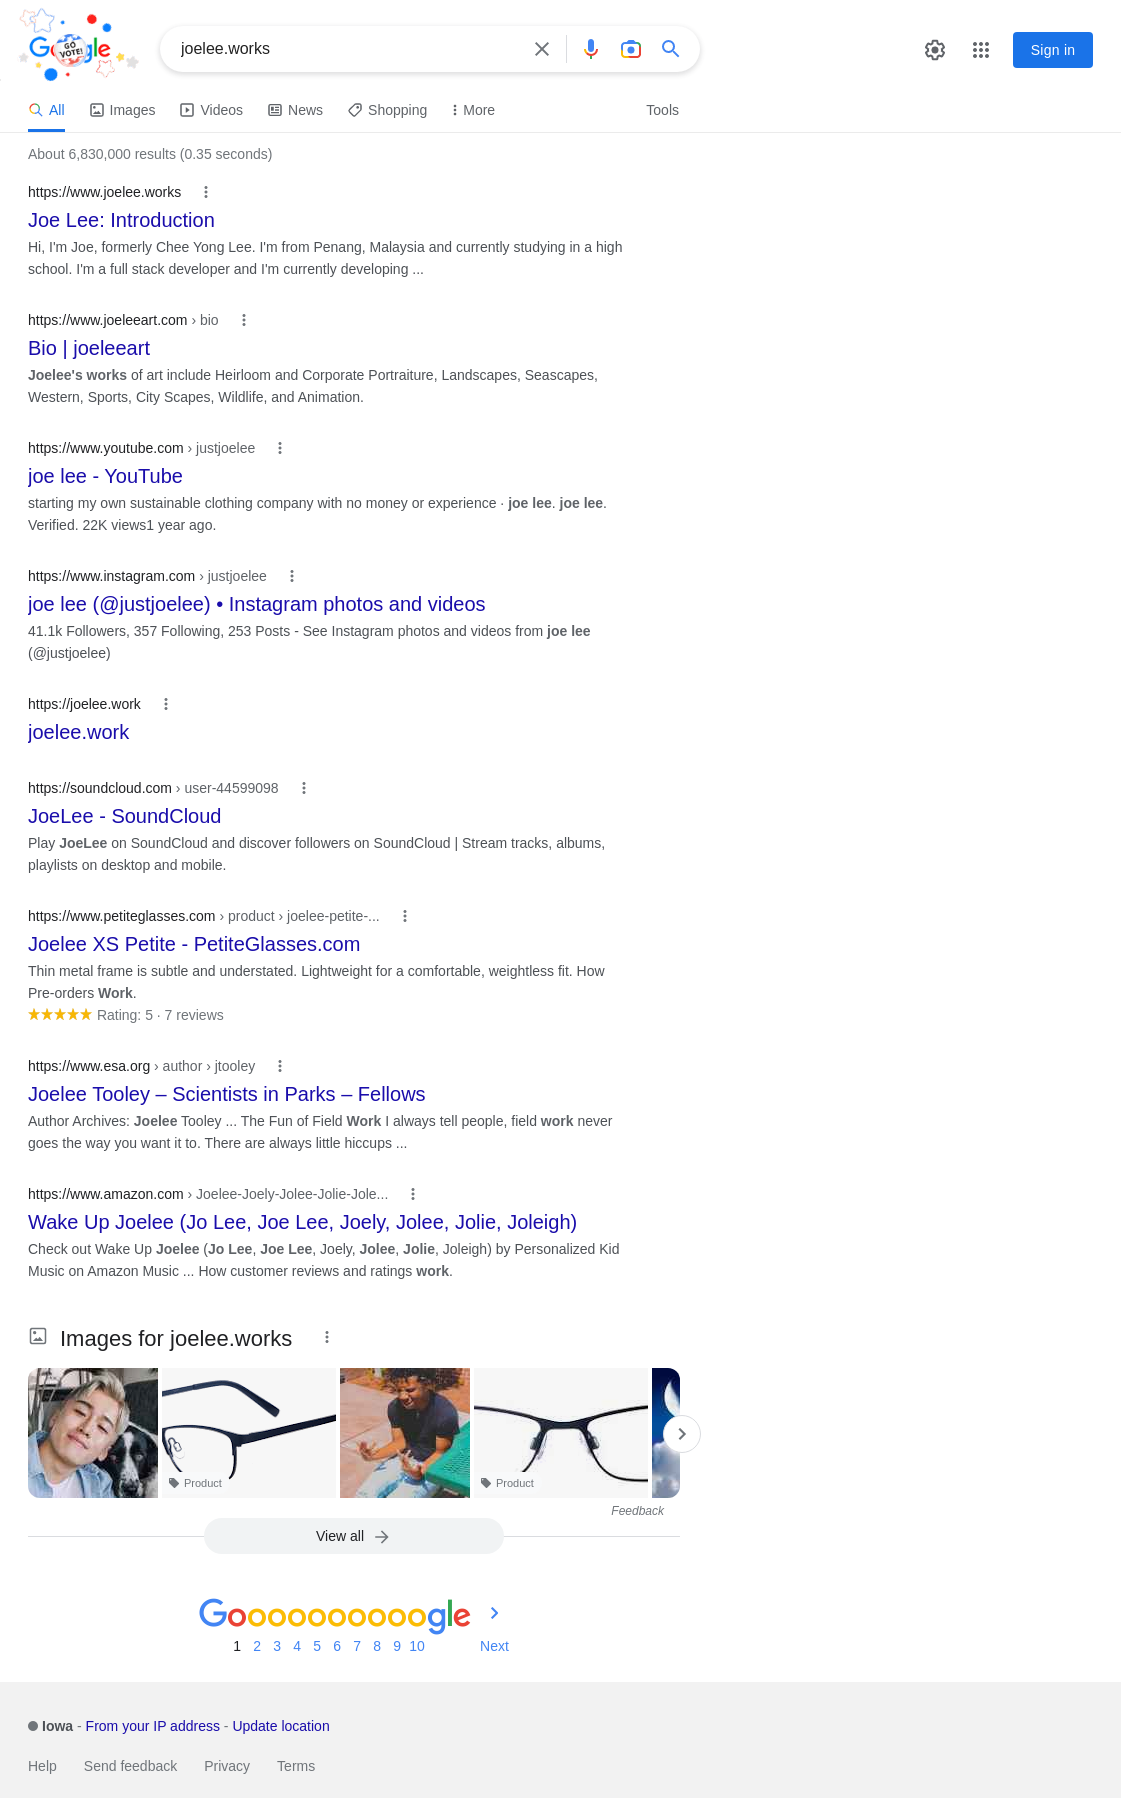 Google
GO VOTE!
joelee.works
Sign in
All
Images
Videos
News
Shopping
More
Tools
About 6,830,000 results (0.35 seconds)
https://www.joelee.works
Joe Lee: Introduction
Hi, I'm Joe, formerly Chee Yong Lee. I'm from Penang, Malaysia and currently studying in a high
school. I'm a full stack developer and I'm currently developing ...
https://www.joeleeart.com › bio
Bio | joeleeart
Joelee's works of art include Heirloom and Corporate Portraiture, Landscapes, Seascapes,
Western, Sports, City Scapes, Wildlife, and Animation.
https://www.youtube.com › justjoelee
joe lee - YouTube
starting my own sustainable clothing company with no money or experience · joe lee. joe lee.
Verified. 22K views1 year ago.
https://www.instagram.com › justjoelee
joe lee (@justjoelee) • Instagram photos and videos
41.1k Followers, 357 Following, 253 Posts - See Instagram photos and videos from joe lee
(@justjoelee)
https://joelee.work
joelee.work
https://soundcloud.com › user-44599098
JoeLee - SoundCloud
Play JoeLee on SoundCloud and discover followers on SoundCloud | Stream tracks, albums,
playlists on desktop and mobile.
https://www.petiteglasses.com › product › joelee-petite-...
Joelee XS Petite - PetiteGlasses.com
Thin metal frame is subtle and understated. Lightweight for a comfortable, weightless fit. How
Pre-orders Work.
Rating: 5 · 7 reviews
https://www.esa.org › author › jtooley
Joelee Tooley – Scientists in Parks – Fellows
Author Archives: Joelee Tooley ... The Fun of Field Work I always tell people, field work never
goes the way you want it to. There are always little hiccups ...
https://www.amazon.com › Joelee-Joely-Jolee-Jolie-Jole...
Wake Up Joelee (Jo Lee, Joe Lee, Joely, Jolee, Jolie, Joleigh)
Check out Wake Up Joelee (Jo Lee, Joe Lee, Joely, Jolee, Jolie, Joleigh) by Personalized Kid
Music on Amazon Music ... How customer reviews and ratings work.
Images for joelee.works
Product
Product
Feedback
View all
Goooooooooogle
1 2 3 4 5 6 7 8 9 10 Next
Iowa - From your IP address - Update location
Help Send feedback Privacy Terms